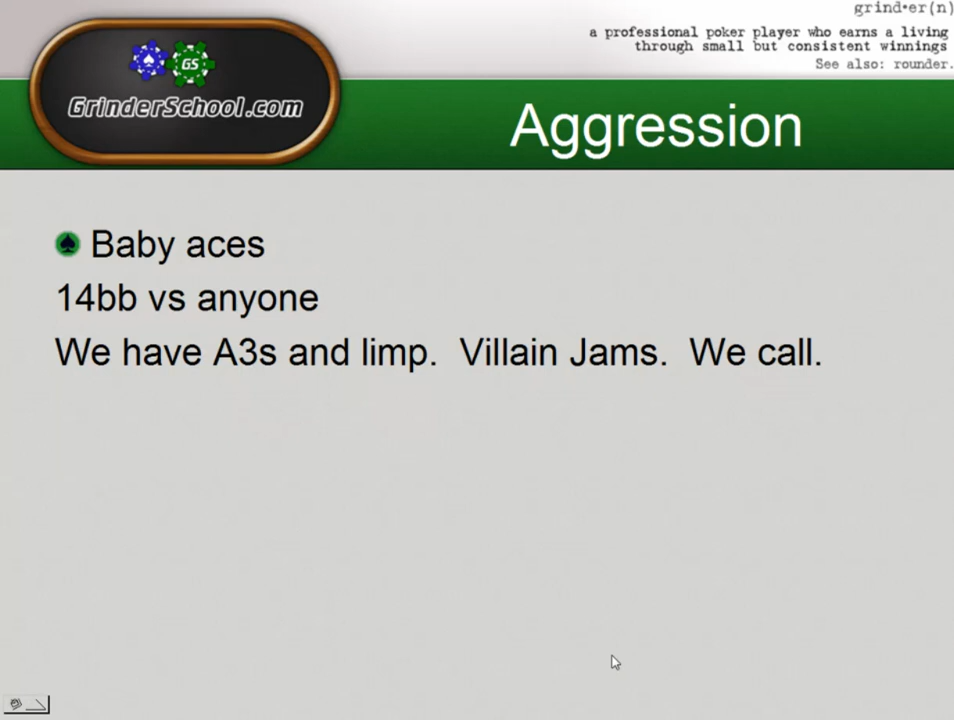 grind•er(n)
a professional poker player who earns a living
through small but consistent winnings
See also: rounder.
GS
GrinderSchool.com
Aggression
Baby aces
14bb vs anyone
We have A3s and limp.  Villain Jams.  We call.